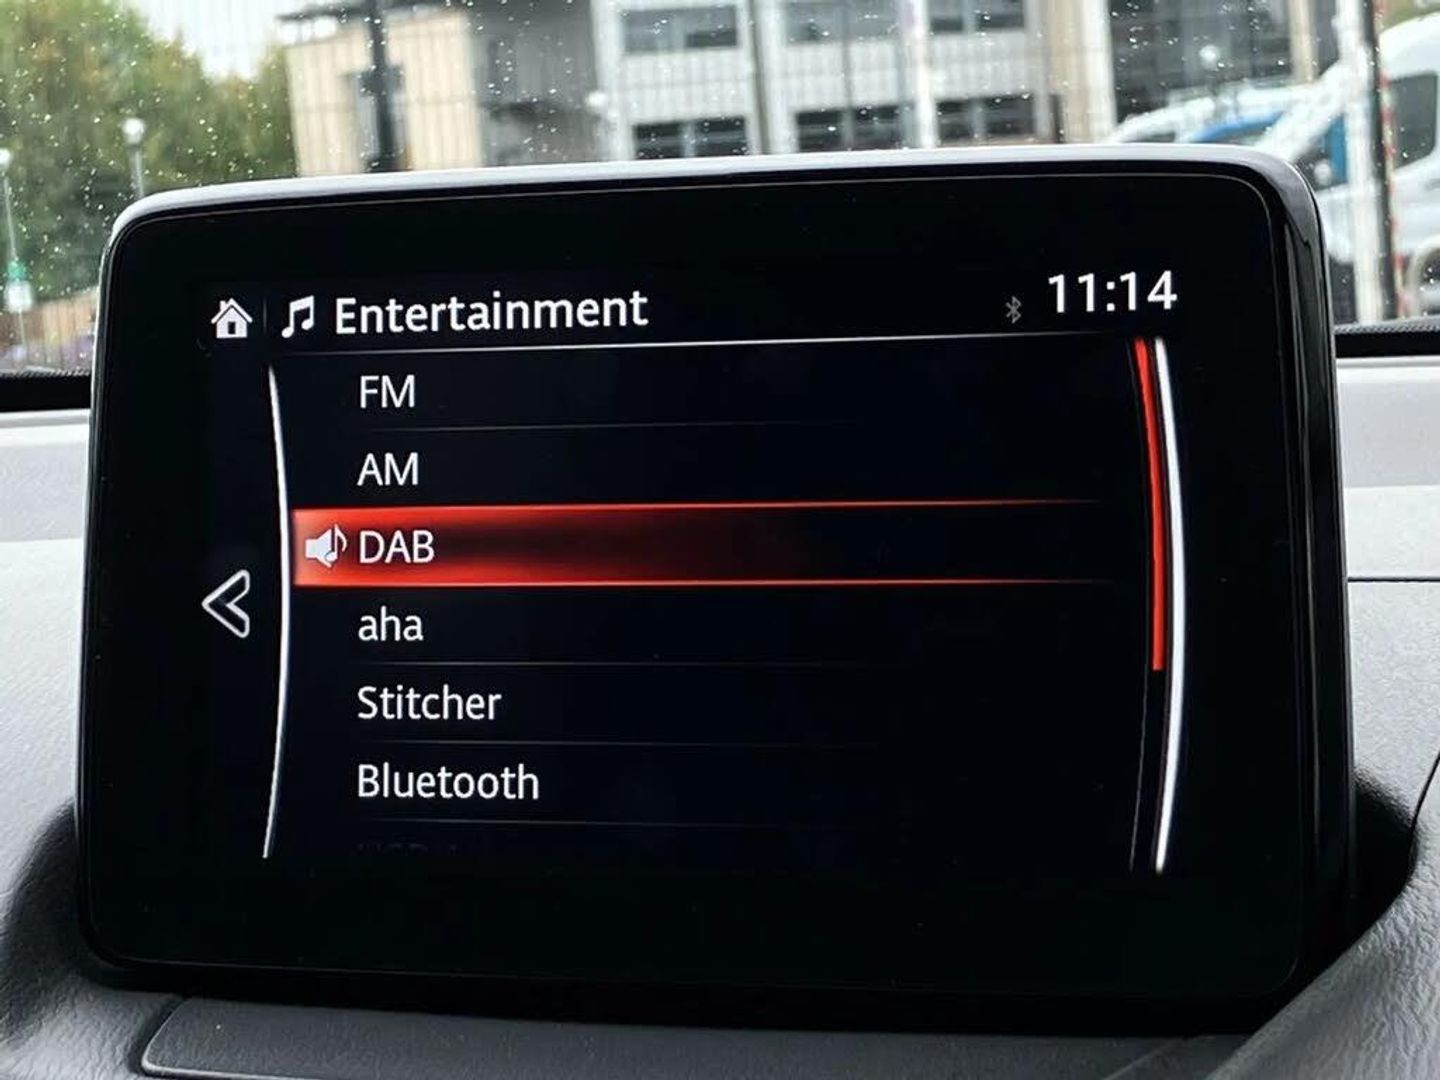 Entertainment 11:14
FM
AM
DAB
aha
Stitcher
Bluetooth